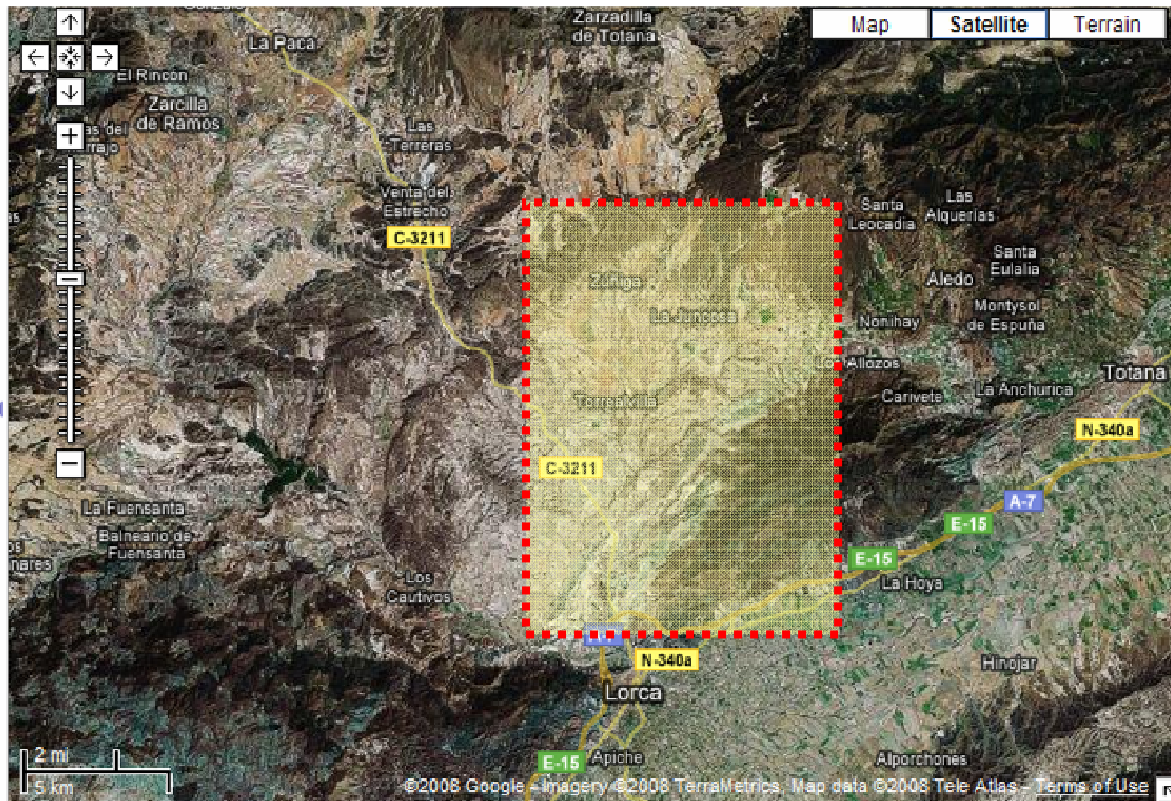 Zarzadilla
de Totana
Map
Satellite
Terrain
La Paca
El Rincón
Zarcilla
de Ramos
Las
Terreras
Venta del
Estrecho
C-3211
Santa
Leocadia
Las
Alquerías
Santa
Eulalia
Aledo
Zúñiga
La Juncosa
Nonihay
Montysol
de Espuña
Los Allozos
Totana
Torrealvilla
Carivete
La Anchurica
N-340a
C-3211
A-7
E-15
La Fuensanta
Balneario de
Fuensanta
E-15
La Hoya
Los
Cautivos
N-340a
Lorca
Hinojar
Apiche
E-15
Alporchones
2 mi
5 km
©2008 Google - Imagery ©2008 TerraMetrics, Map data ©2008 Tele Atlas - Terms of Use